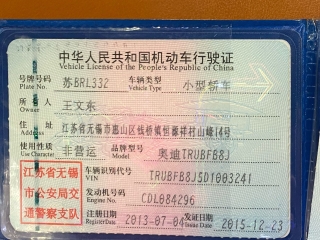 中华人民共和国机动车行驶证
Vehicle License of the People's Republic of China
号牌号码 苏BRL332 车辆类型 小型轿车
Plate No. Vehicle Type
所有人 王文东
Owner
住址 江苏省无锡市惠山区钱桥镇恒源祥村山峰14号
Address
使用性质 非营运 品牌型号 奥迪TRUBFB8J
Use Character Model
江苏省无锡 车辆识别代号 TRUBFB8J5D1003241
VIN
市公安局交 发动机号码 CDL084296
Engine No.
通警察支队 注册日期 2013-07-04 发证日期 2015-12-23
Register Date Issue Date